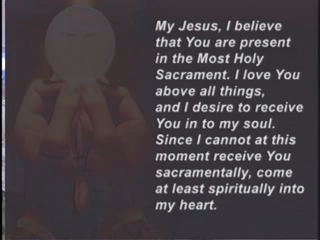 My Jesus, I believe
that You are present
in the Most Holy
Sacrament. I love You
above all things,
and I desire to receive
You in to my soul.
Since I cannot at this
moment receive You
sacramentally, come
at least spiritually into
my heart.